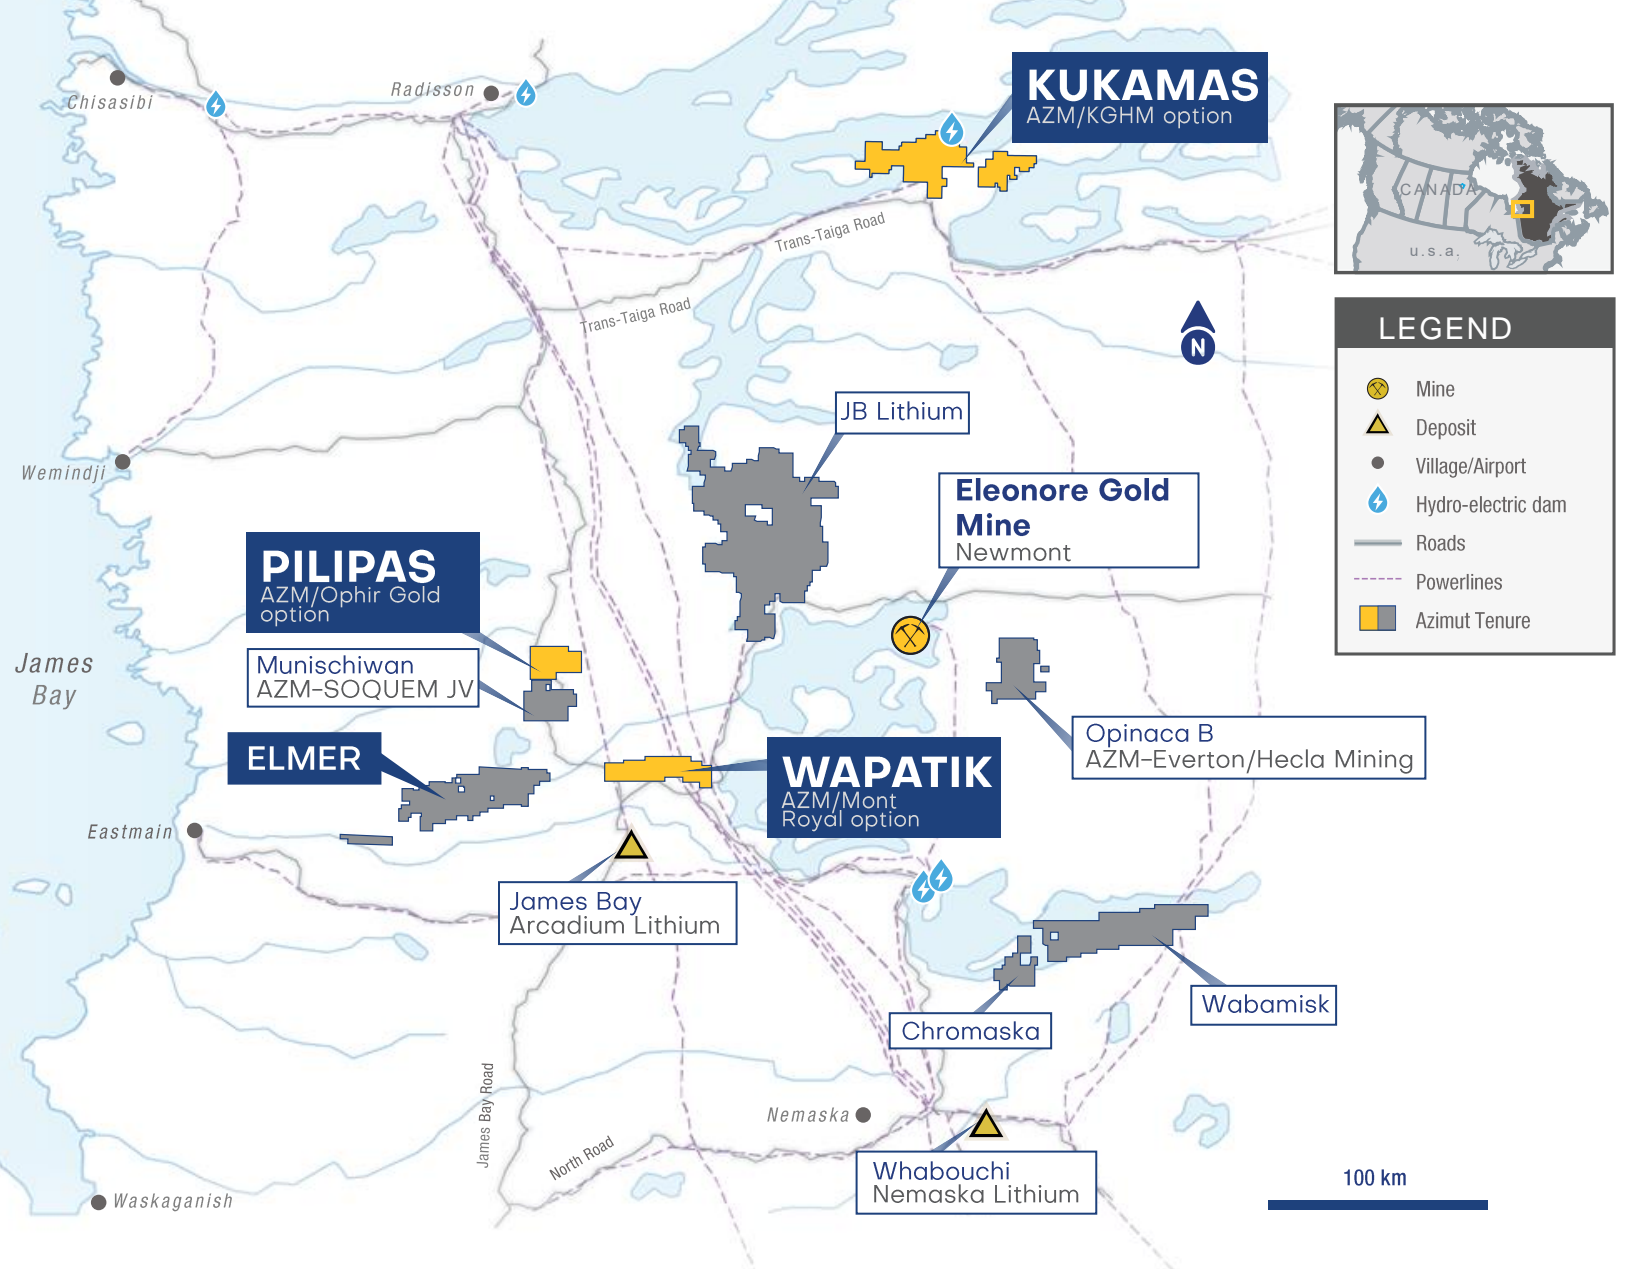 Chisasibi
Radisson
KUKAMAS
AZM/KGHM option
Trans-Taiga Road
Trans-Taiga Road
CANADA
u.s.a.
N
LEGEND
Mine
Deposit
Village/Airport
Hydro-electric dam
Roads
Powerlines
Azimut Tenure
JB Lithium
Wemindji
Eleonore Gold
Mine
Newmont
PILIPAS
AZM/Ophir Gold
option
James
Bay
Munischiwan
AZM-SOQUEM JV
Opinaca B
AZM-Everton/Hecla Mining
ELMER
WAPATIK
AZM/Mont
Royal option
Eastmain
James Bay
Arcadium Lithium
Wabamisk
Chromaska
James Bay Road
Nemaska
North Road
Whabouchi
Nemaska Lithium
Waskaganish
100 km